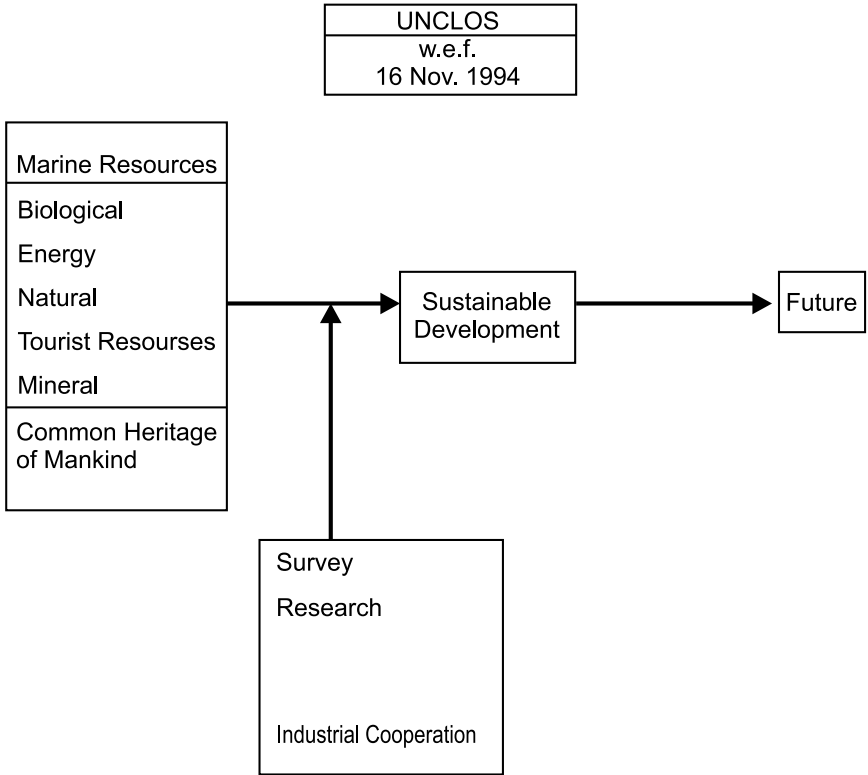 UNCLOS
w.e.f.
16 Nov. 1994
Marine Resources
Biological
Energy
Natural
Tourist Resourses
Mineral
Common Heritage
of Mankind
Sustainable
Development
Future
Survey
Research
Industrial Cooperation